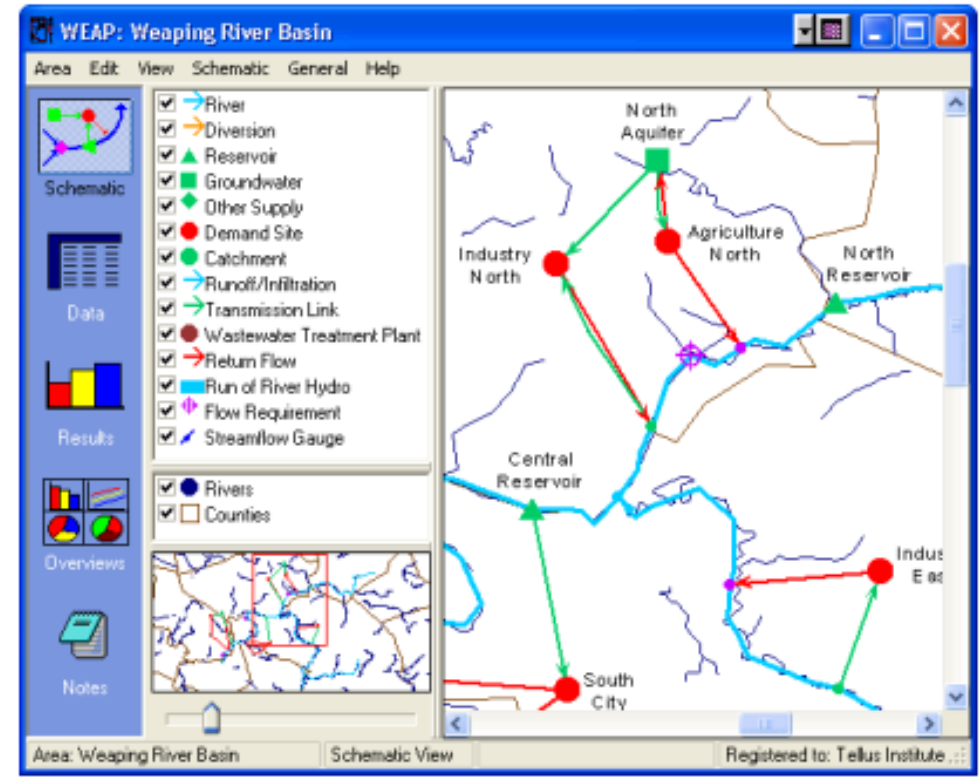 WEAP: Weaping River Basin
Area Edit View Schematic General Help
Schematic
Data
Results
Overviews
Notes
River
Diversion
Reservoir
Groundwater
Other Supply
Demand Site
Catchment
Runoff/Infiltration
Transmission Link
Wastewater Treatment Plant
Return Flow
Run of River Hydro
Flow Requirement
Streamflow Gauge
Rivers
Counties
North
Aquifer
Industry
North
Agriculture
North
North
Reservoir
Central
Reservoir
Indus
Eas
South
City
Area: Weaping River Basin
Schematic View
Registered to: Tellus Institute